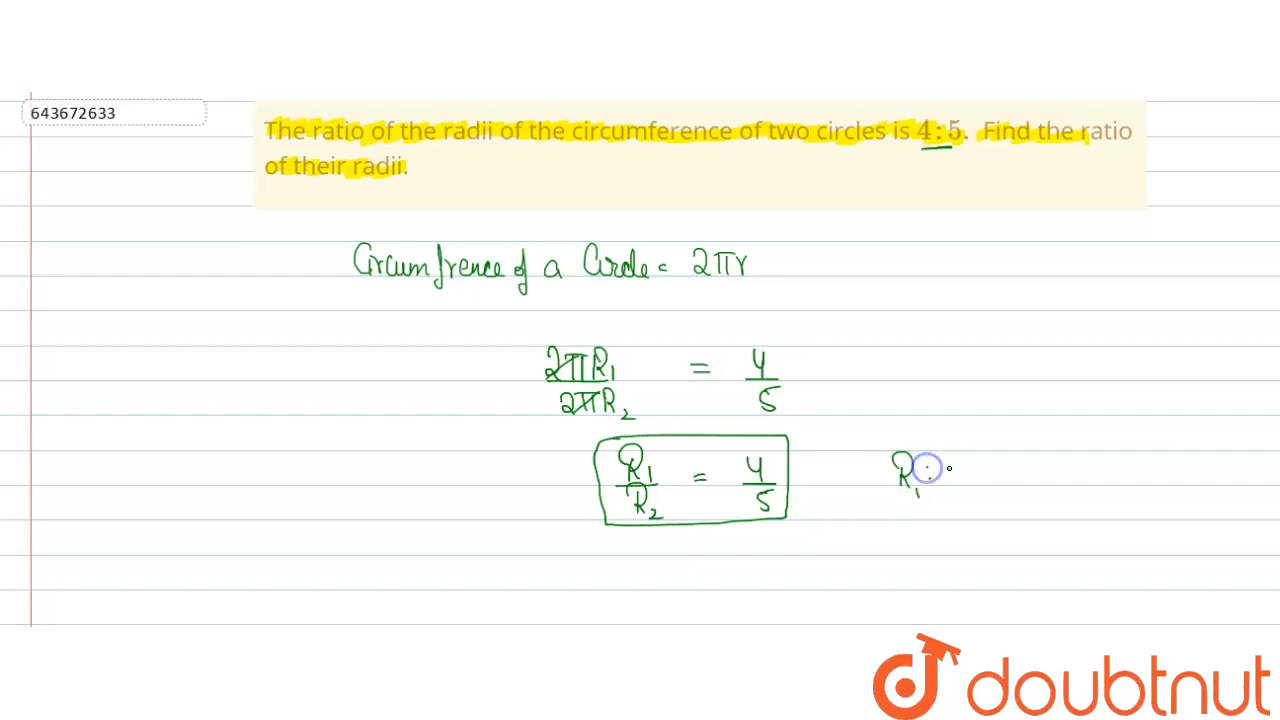 643672633
The ratio of the radii of the circumference of two circles is 4 : 5. Find the ratio
of their radii.
Circumfrence of a Circle = 2πr
2πR₁ / 2πR₂ = 4/5
R₁/R₂ = 4/5
R₁ :
doubtnut